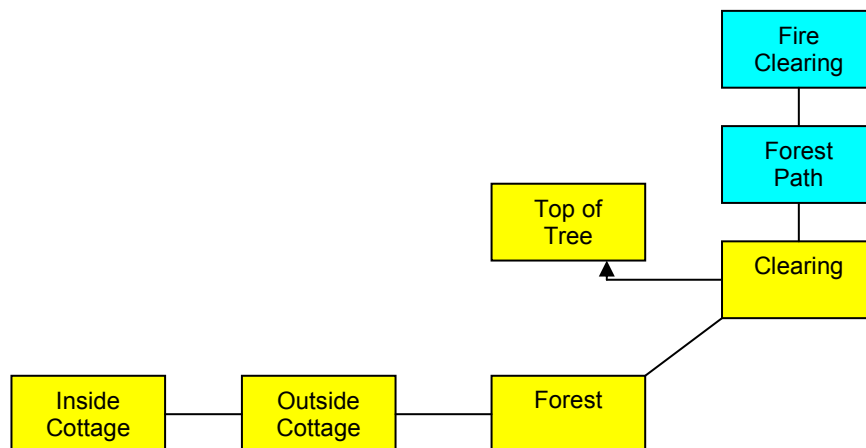 Fire
Clearing
Forest
Path
Top of
Tree
Clearing
Inside
Cottage
Outside
Cottage
Forest